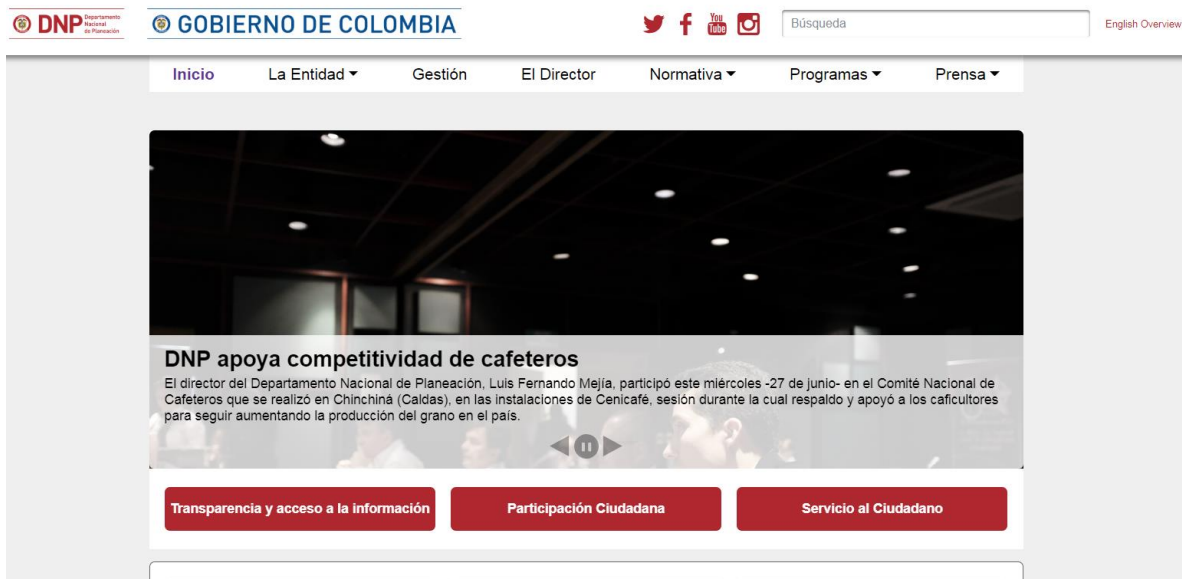 DNP Departamento
Nacional
de Planeación
GOBIERNO DE COLOMBIA
You
Tube
Búsqueda
English Overview
Inicio La Entidad Gestión El Director Normativa Programas Prensa
DNP apoya competitividad de cafeteros
El director del Departamento Nacional de Planeación, Luis Fernando Mejía, participó este miércoles -27 de junio- en el Comité Nacional de
Cafeteros que se realizó en Chinchiná (Caldas), en las instalaciones de Cenicafé, sesión durante la cual respaldo y apoyó a los caficultores
para seguir aumentando la producción del grano en el país.
Transparencia y acceso a la información Participación Ciudadana Servicio al Ciudadano